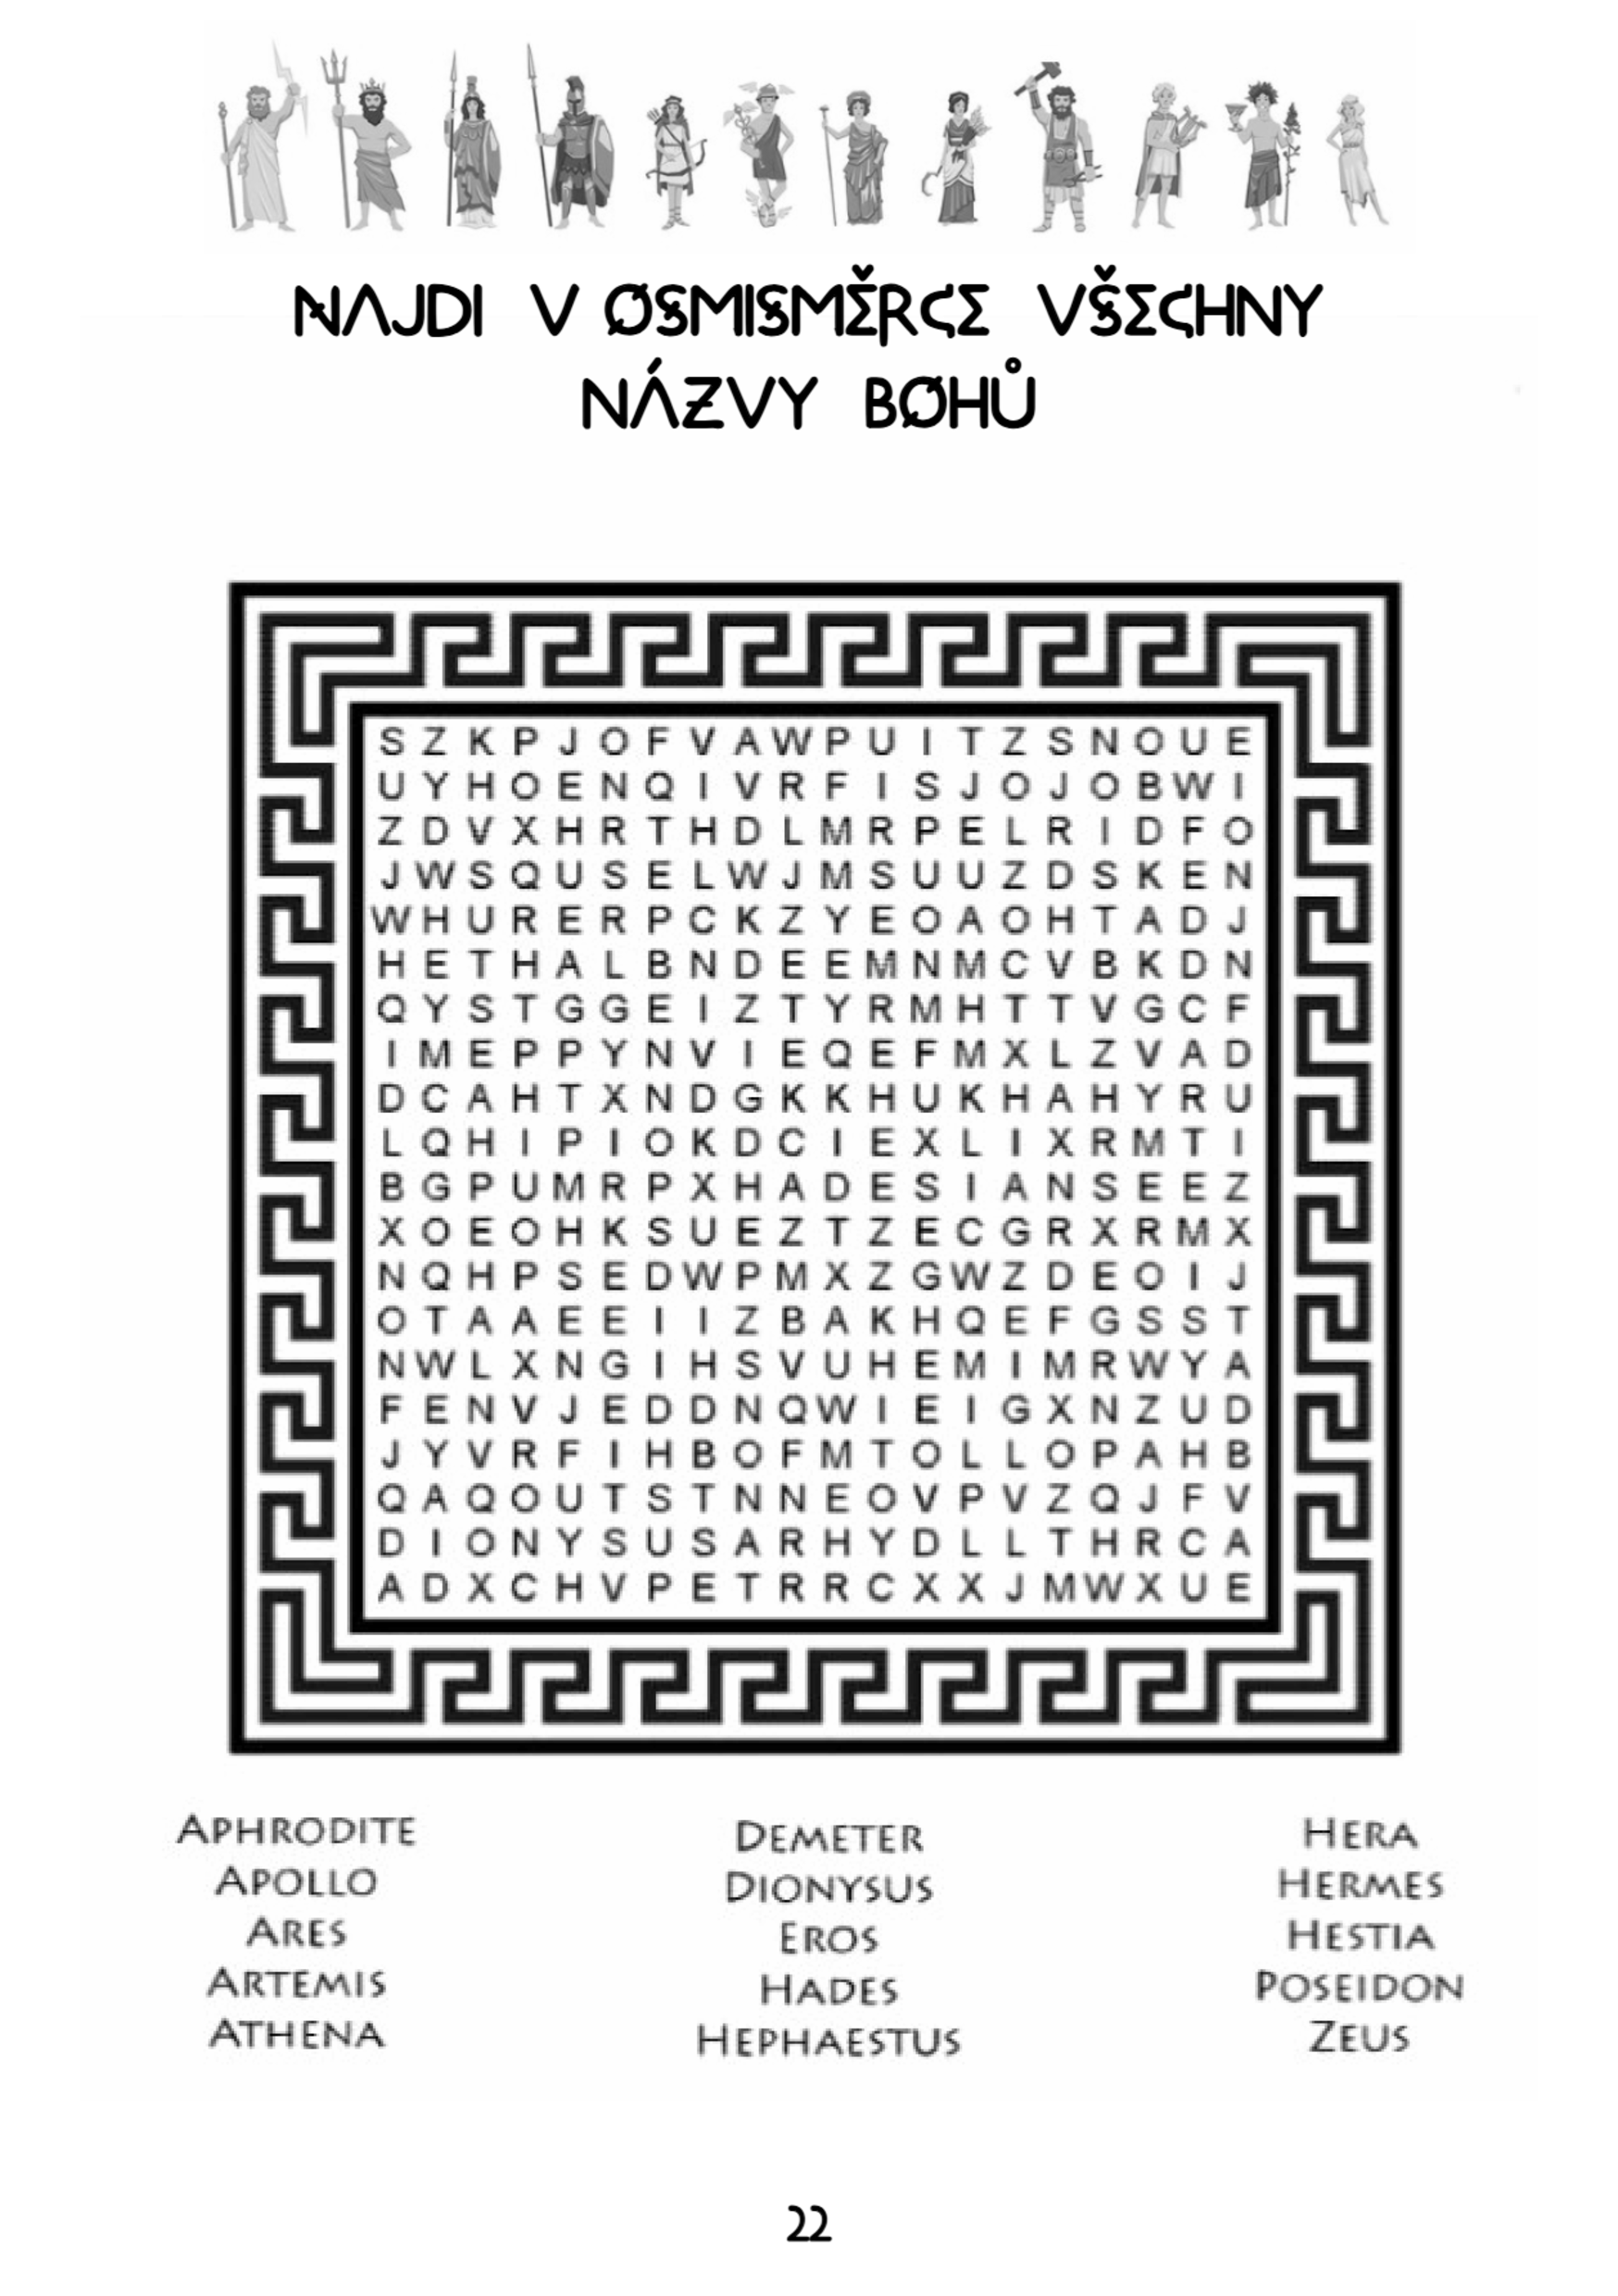 NAJDI V OSMISMĚRCE VŠECHNY
NÁZVY BOHŮ
S Z K P J O F V A W P U I T Z S N O U E
U Y H O E N Q I V R F I S J O J O B W I
Z D V X H R T H D L M R P E L R I D F O
J W S Q U S E L W J M S U U Z D S K E N
W H U R E R P C K Z Y E O A O H T A D J
H E T H A L B N D E E M N M C V B K D N
Q Y S T G G E I Z T Y R M H T T V G C F
I M E P P Y N V I E Q E F M X L Z V A D
D C A H T X N D G K K H U K H A H Y R U
L Q H I P I O K D C I E X L I X R M T I
B G P U M R P X H A D E S I A N S E E Z
X O E O H K S U E Z T Z E C G R X R M X
N Q H P S E D W P M X Z G W Z D E O I J
O T A A E E I I Z B A K H Q E F G S S T
N W L X N G I H S V U H E M I M R W Y A
F E N V J E D D N Q W I E I G X N Z U D
J Y V R F I H B O F M T O L L O P A H B
Q A Q O U T S T N N E O V P V Z Q J F V
D I O N Y S U S A R H Y D L L T H R C A
A D X C H V P E T R R C X X J M W X U E
APHRODITE
APOLLO
ARES
ARTEMIS
ATHENA
DEMETER
DIONYSUS
EROS
HADES
HEPHAESTUS
HERA
HERMES
HESTIA
POSEIDON
ZEUS
22